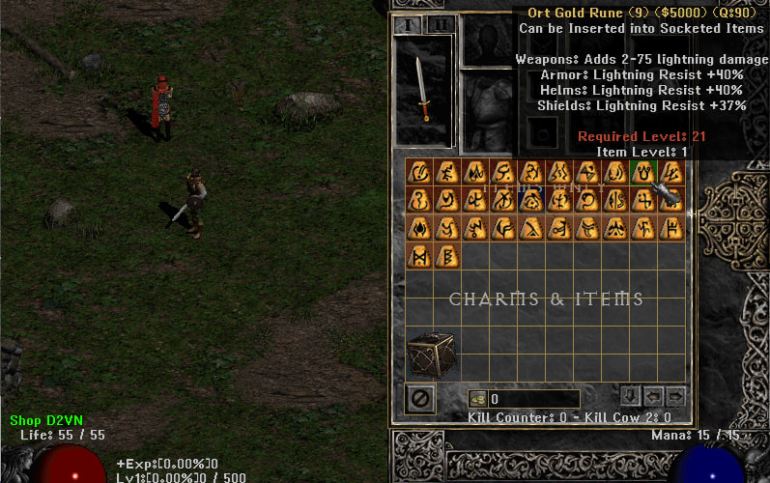 I II
Ort Gold Rune (9) ($5000) (Q:90)
Can be Inserted into Socketed Items
Weapons: Adds 2-75 lightning damage
Armor: Lightning Resist +40%
Helms: Lightning Resist +40%
Shields: Lightning Resist +37%
Required Level: 21
Item Level: 1
ITEMS ONLY
CHARMS & ITEMS
0
Kill Counter: 0 - Kill Cow 2: 0
Shop D2VN
Life: 55 / 55
Mana: 15 / 15
+Exp:[0.00%]0
Lv1:[0.00%]0 / 500